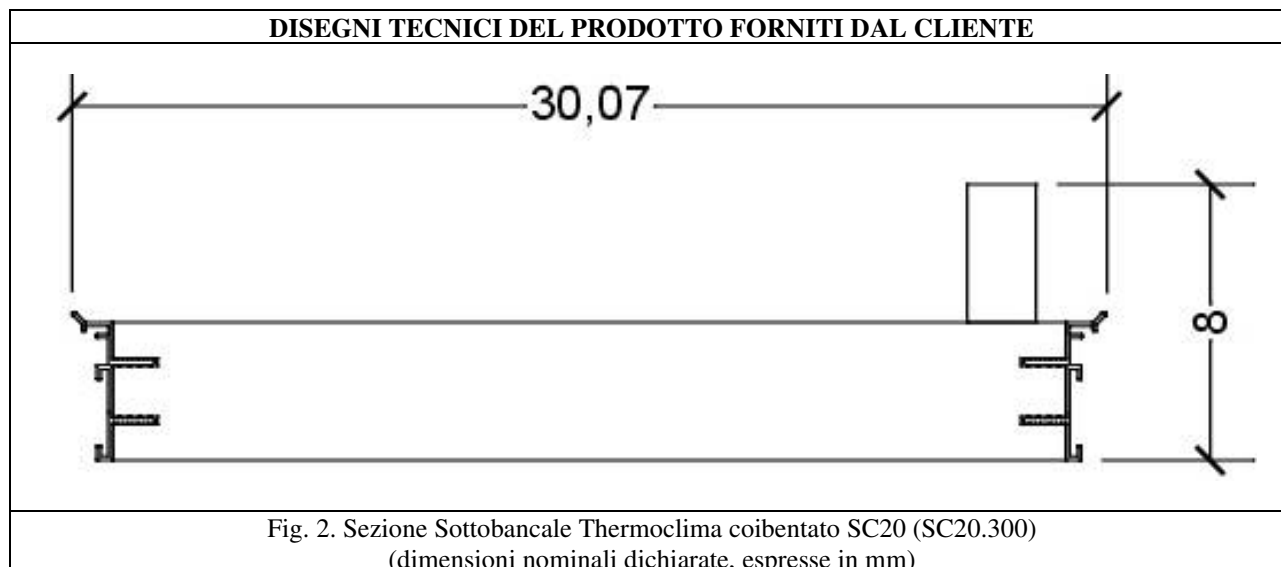 DISEGNI TECNICI DEL PRODOTTO FORNITI DAL CLIENTE
30,07
8
Fig. 2. Sezione Sottobancale Thermoclima coibentato SC20 (SC20.300)
(dimensioni nominali dichiarate, espresse in mm)